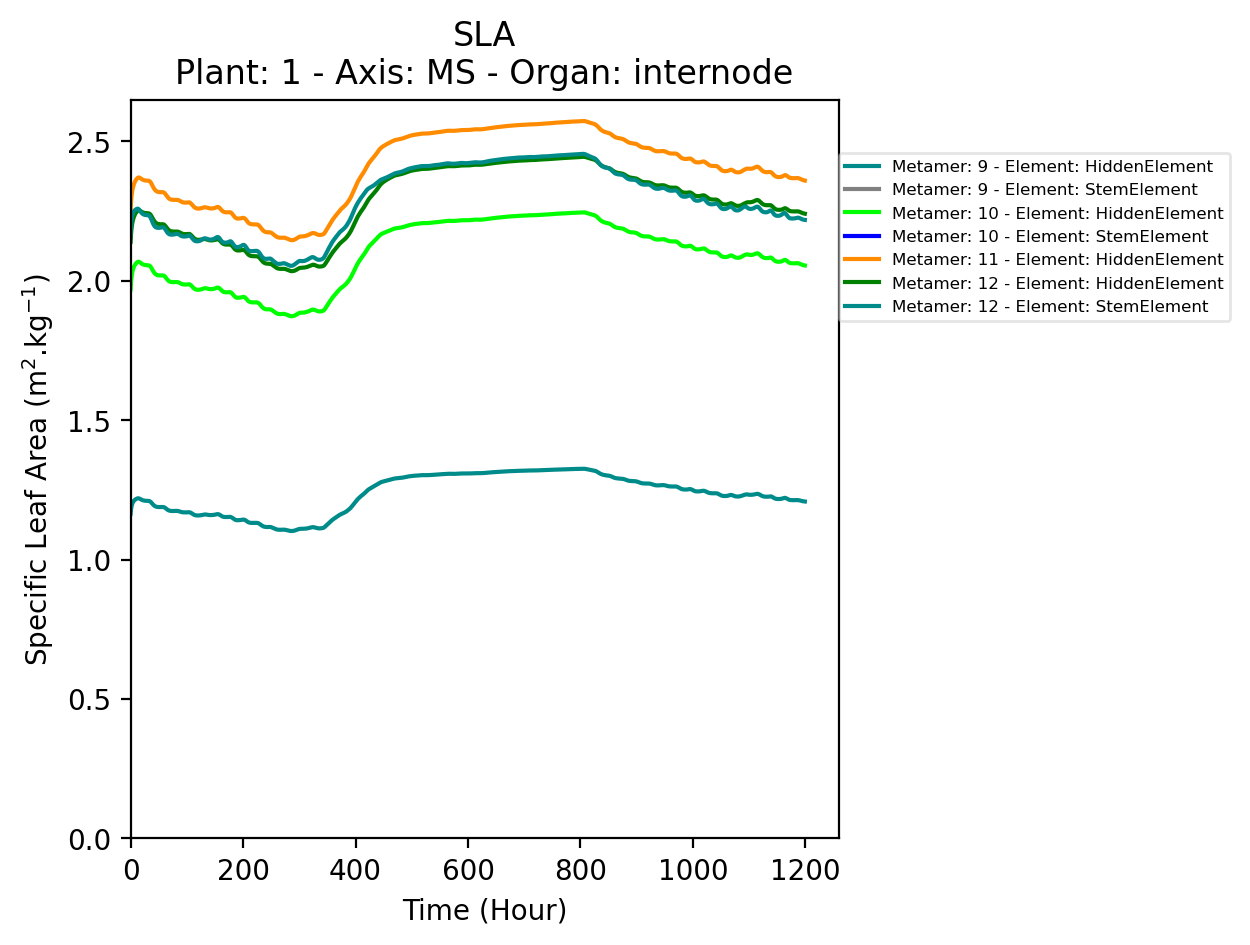 SLA
Plant: 1 - Axis: MS - Organ: internode
2.5
2.0
1.5
1.0
0.5
0.0
Specific Leaf Area (m².kg⁻¹)
0 200 400 600 800 1000 1200
Time (Hour)
Metamer: 9 - Element: HiddenElement
Metamer: 9 - Element: StemElement
Metamer: 10 - Element: HiddenElement
Metamer: 10 - Element: StemElement
Metamer: 11 - Element: HiddenElement
Metamer: 12 - Element: HiddenElement
Metamer: 12 - Element: StemElement